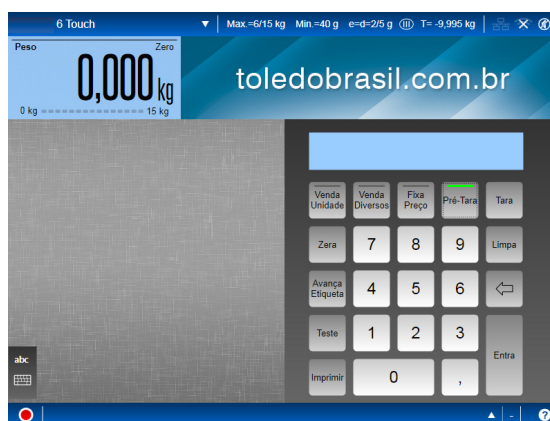 6 Touch ▼ Max.=6/15 kg Min.=40 g e=d=2/5 g (III) T= -9,995 kg
Peso Zero
0,000 kg
0 kg 15 kg
toledobrasil.com.br
Venda Unidade
Venda Diversos
Fixa Preço
Pré-Tara
Tara
Zera 7 8 9 Limpa
Avança Etiqueta
4 5 6
Teste 1 2 3
Entra
Imprimir 0 ,
abc
▲ - ?